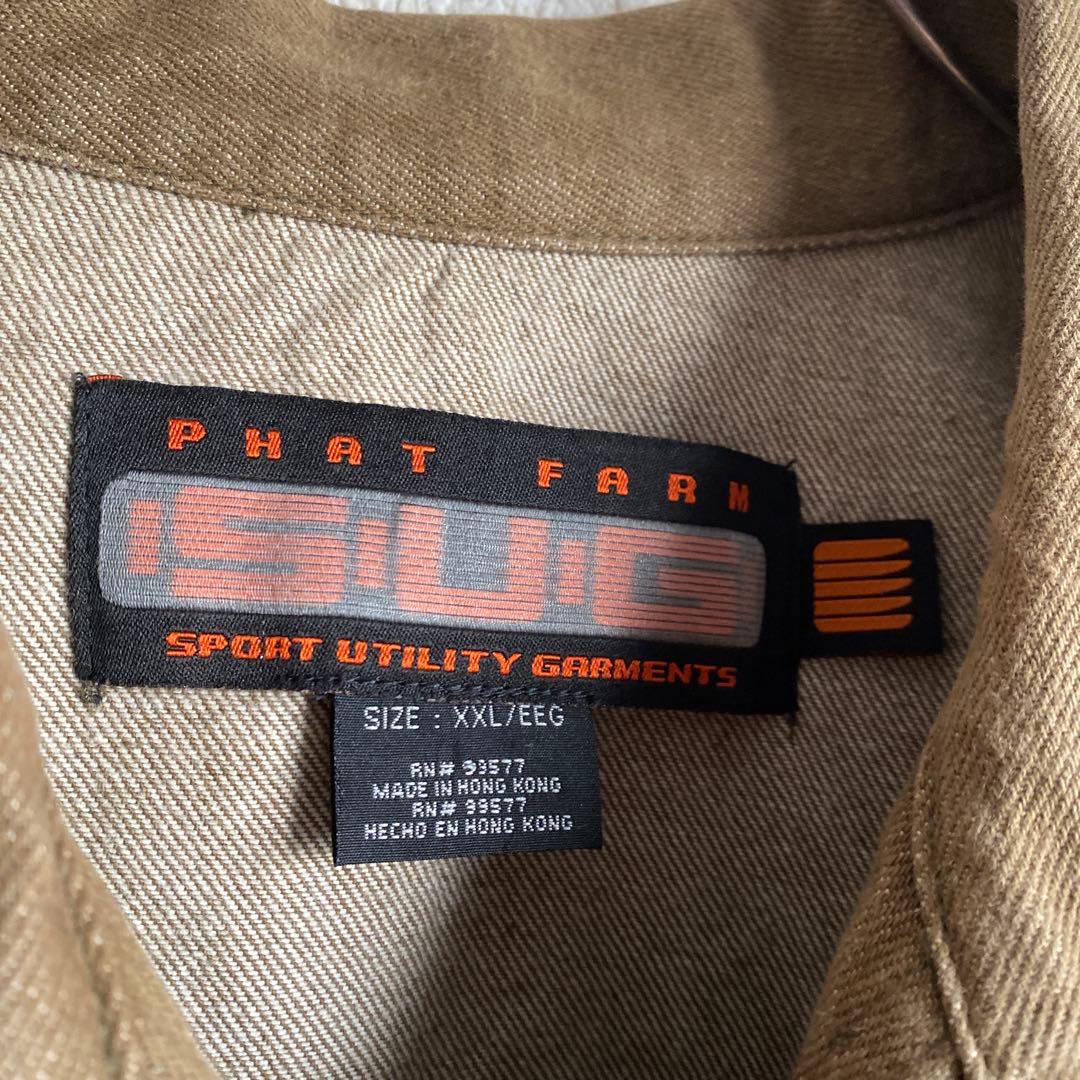 PHAT FARM
S·U·G
SPORT UTILITY GARMENTS
SIZE : XXL/EEG
RN# 99577
MADE IN HONG KONG
RN# 99577
HECHO EN HONG KONG